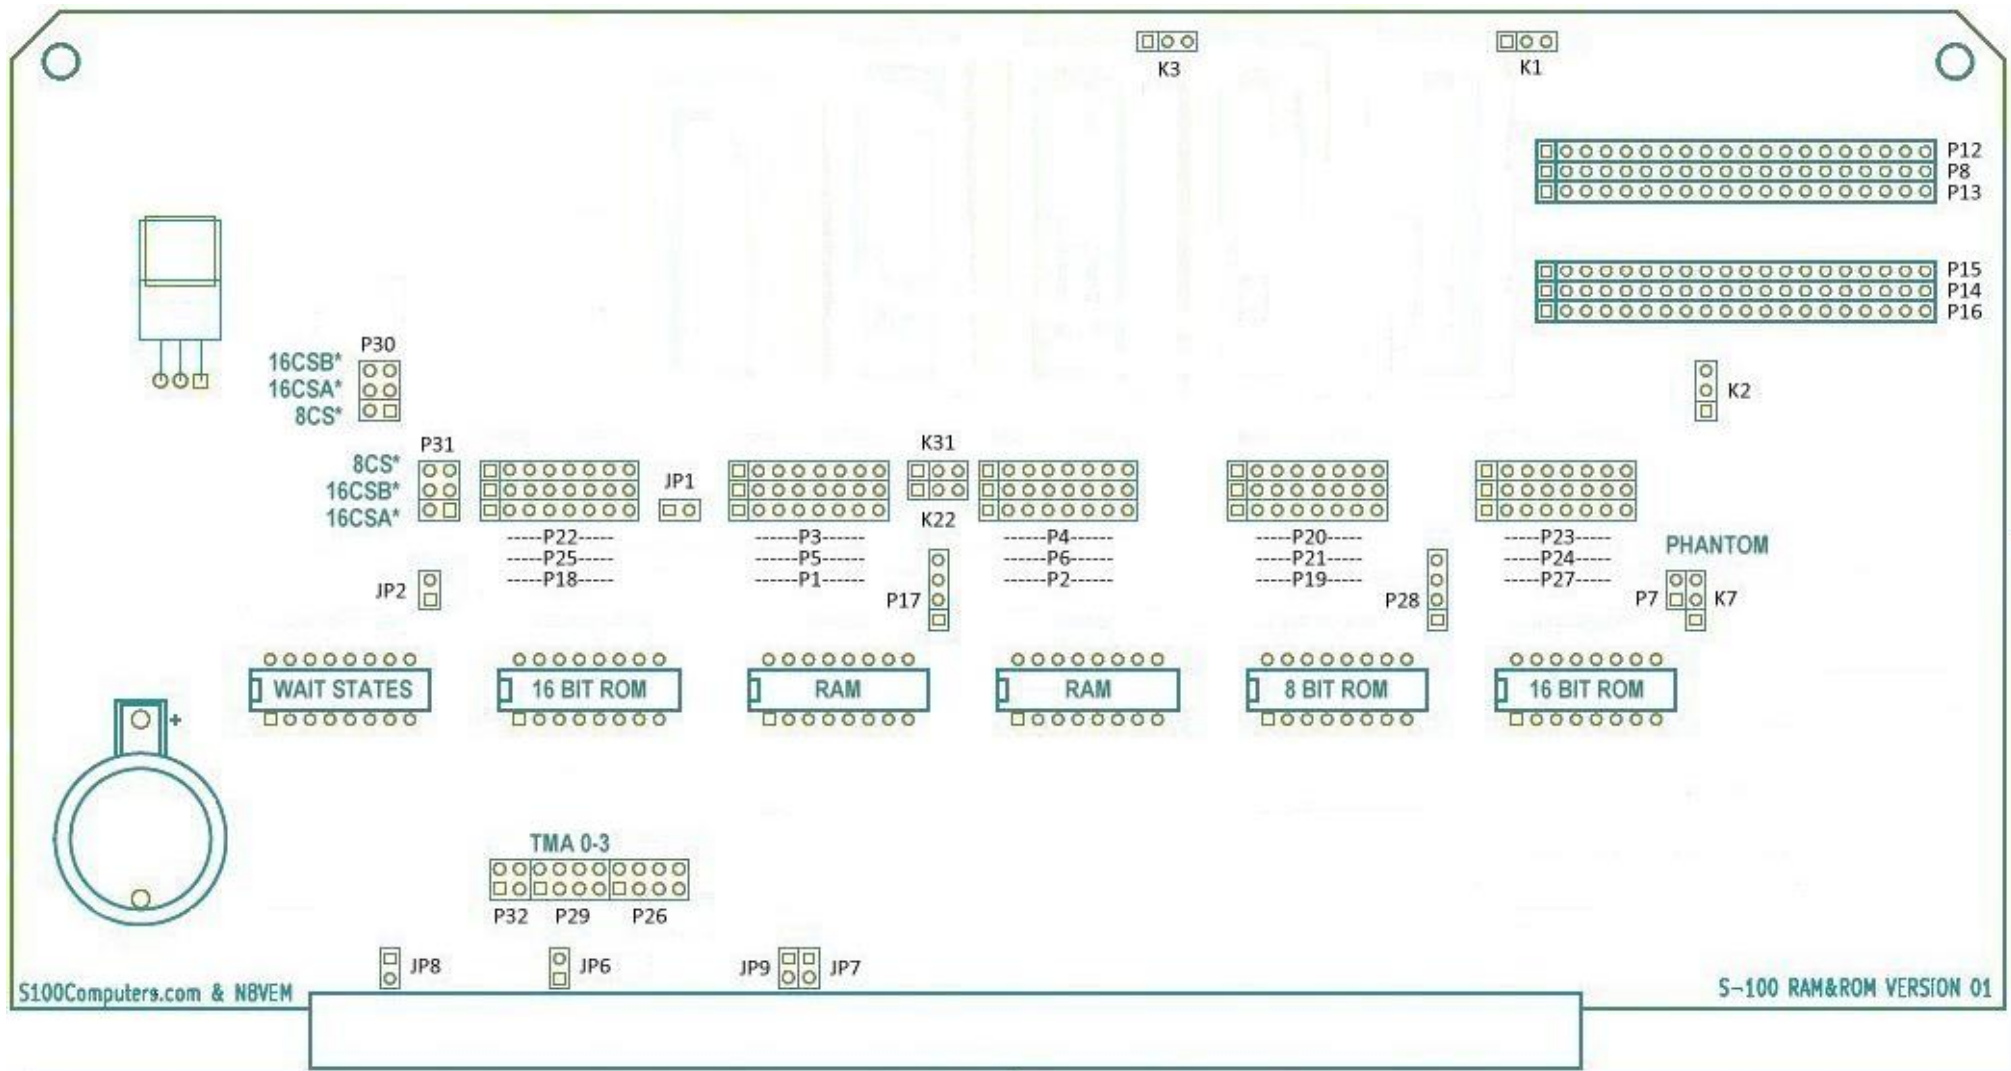 K3
K1
P12
P8
P13
P15
P14
P16
P30
16CSB*
16CSA*
8CS*
K2
P31
8CS*
16CSB*
16CSA*
JP1
K31
K22
------P22------
------P25------
------P18------
------P3------
------P5------
------P1------
------P4------
------P6------
------P2------
------P20------
------P21------
------P19------
------P23------
------P24------
------P27------
PHANTOM
JP2
P17
P28
P7
K7
WAIT STATES
16 BIT ROM
RAM
RAM
8 BIT ROM
16 BIT ROM
+
TMA 0-3
P32 P29 P26
JP8
JP6
JP9
JP7
S100Computers.com & N8VEM
S-100 RAM&ROM VERSION 01